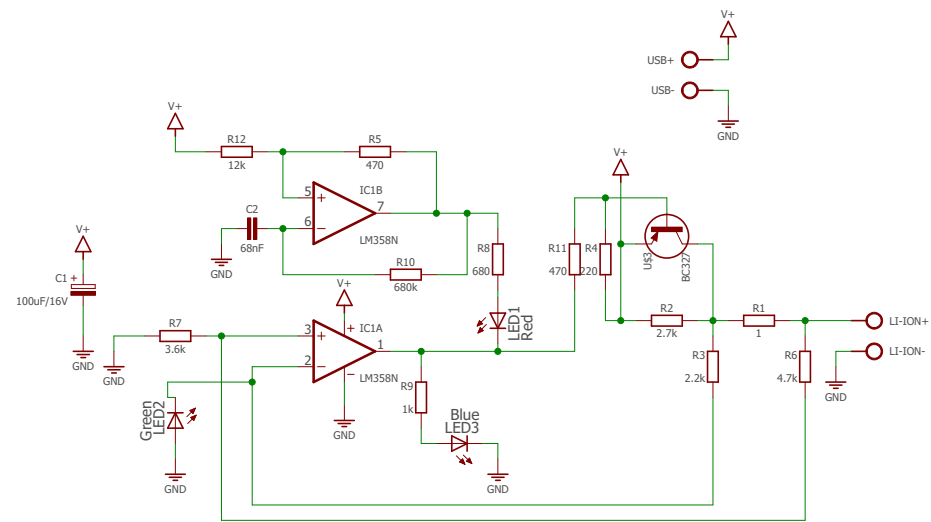 V+
USB+
USB-
GND
V+
R12
12k
R5
470
V+
IC1B
5
6
7
+
−
LM358N
C2
68nF
GND
R10
680k
R8
680
R11
470
R4
220
U$3
BC327
V+
C1
+
100uF/16V
GND
R7
3.6k
GND
V+
IC1A
3
2
1
+
−
+
−
LM358N
GND
LED1
Red
R2
2.7k
R1
1
LI-ION+
LI-ION-
GND
R3
2.2k
R6
4.7k
R9
1k
Blue
LED3
GND
Green
LED2
GND